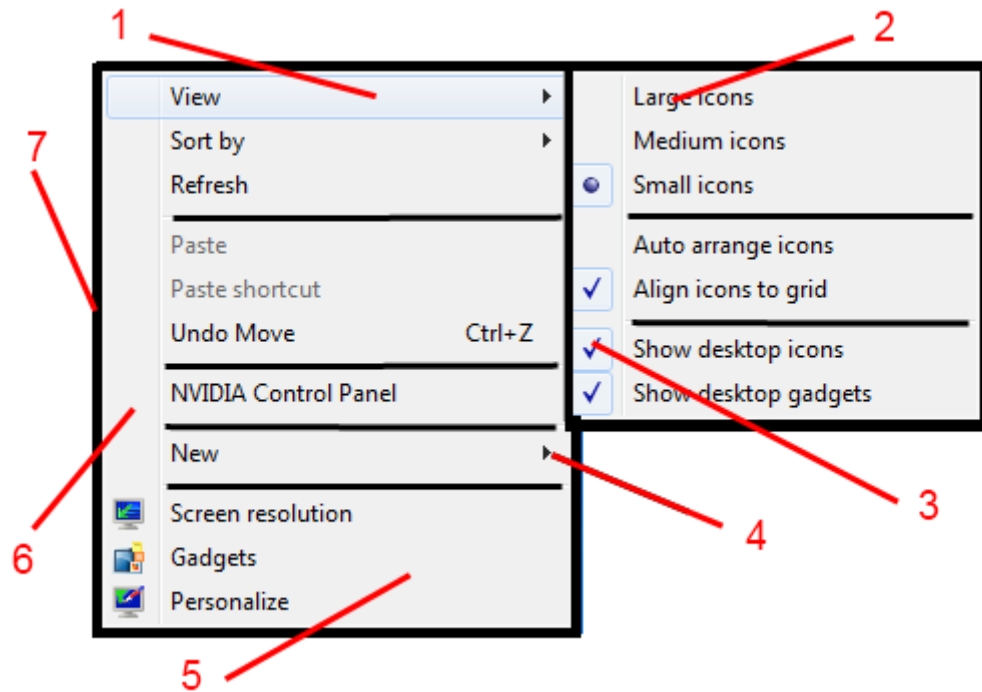 1
2
View
Sort by
Refresh
7
Paste
Paste shortcut
Undo Move Ctrl+Z
NVIDIA Control Panel
New
Screen resolution
Gadgets
Personalize
Large icons
Medium icons
Small icons
Auto arrange icons
Align icons to grid
Show desktop icons
Show desktop gadgets
3
4
6
5